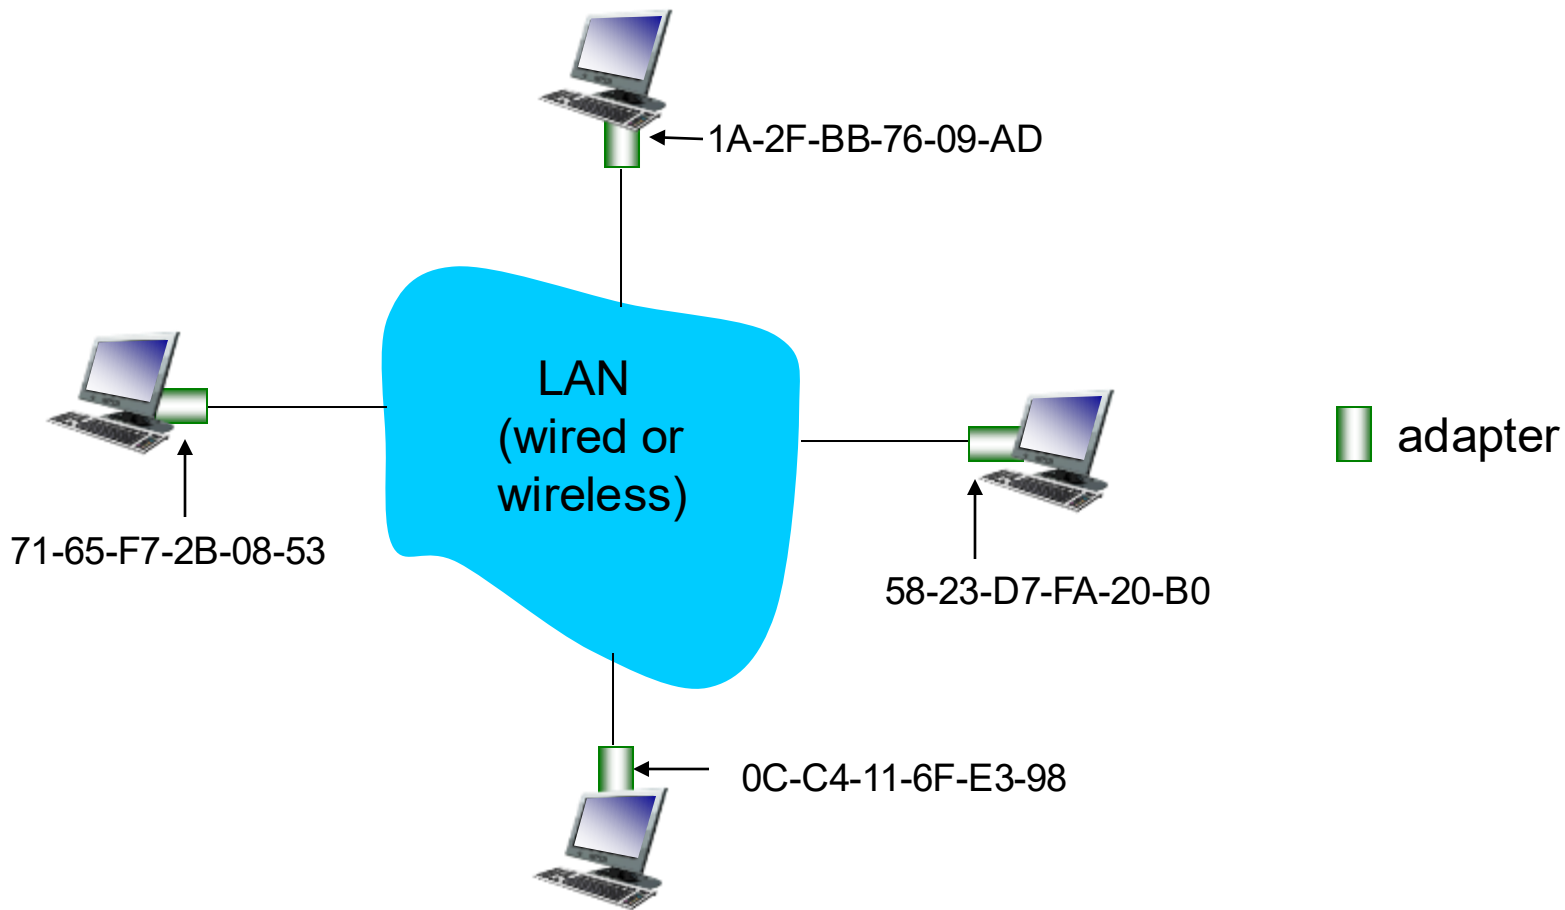 1A-2F-BB-76-09-AD
LAN
(wired or
wireless)
adapter
71-65-F7-2B-08-53
58-23-D7-FA-20-B0
0C-C4-11-6F-E3-98